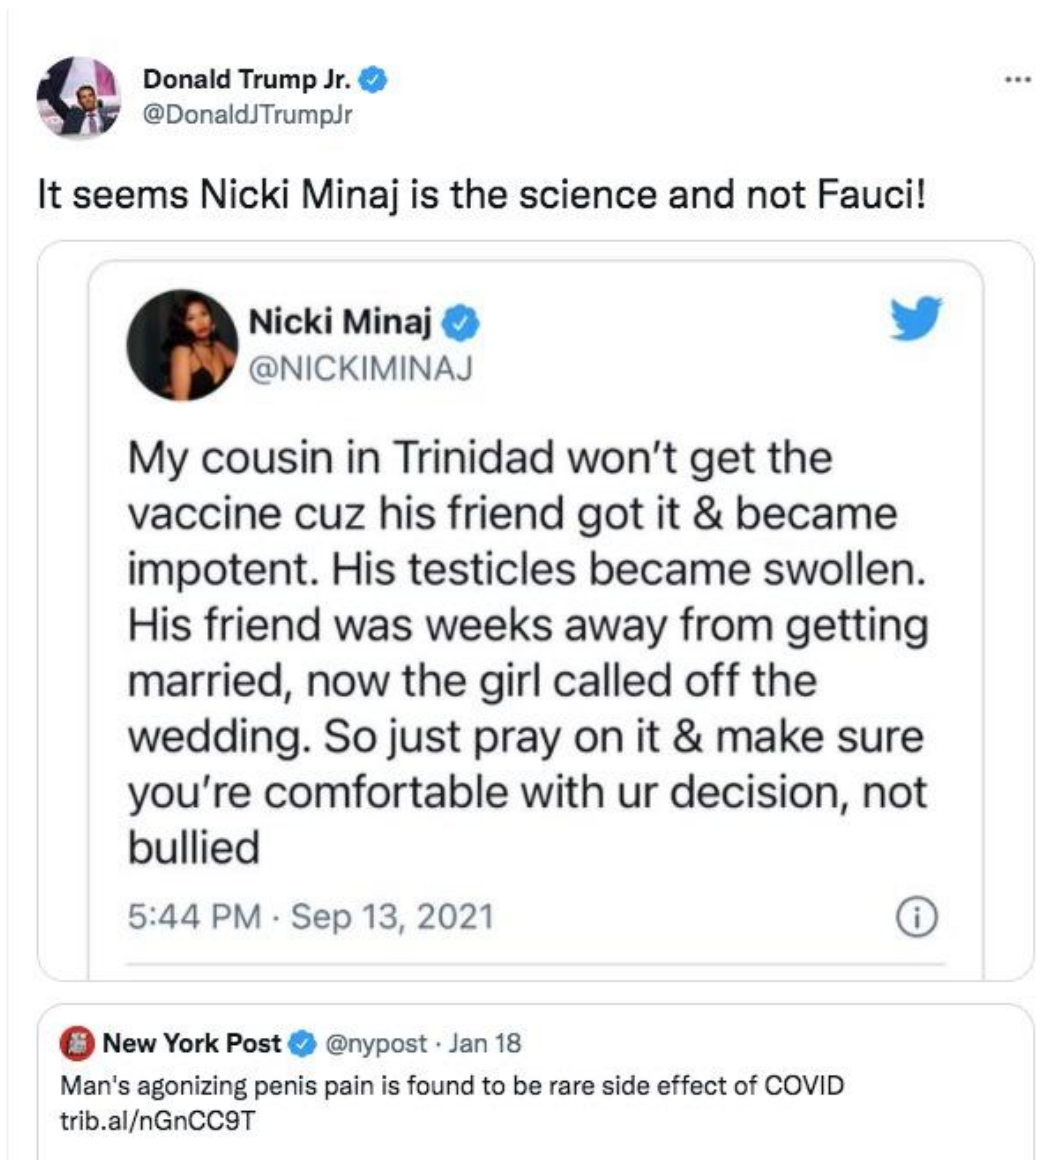 Donald Trump Jr.
@DonaldJTrumpJr
It seems Nicki Minaj is the science and not Fauci!
Nicki Minaj
@NICKIMINAJ
My cousin in Trinidad won't get the
vaccine cuz his friend got it & became
impotent. His testicles became swollen.
His friend was weeks away from getting
married, now the girl called off the
wedding. So just pray on it & make sure
you're comfortable with ur decision, not
bullied
5:44 PM · Sep 13, 2021
New York Post @nypost · Jan 18
Man's agonizing penis pain is found to be rare side effect of COVID
trib.al/nGnCC9T